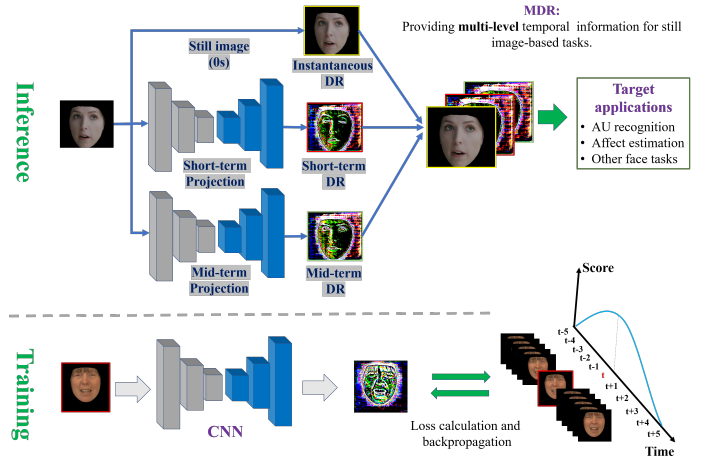 MDR:
Providing multi-level temporal information for still
image-based tasks.
Inference
Still image
(0s)
Instantaneous
DR
Short-term
Projection
Short-term
DR
Mid-term
Projection
Mid-term
DR
Target
applications
• AU recognition
• Affect estimation
• Other face tasks
Training
CNN
Loss calculation and
backpropagation
Score
t-5
t-4
t-3
t-2
t-1
t
t+1
t+2
t+3
t+4
t+5
Time